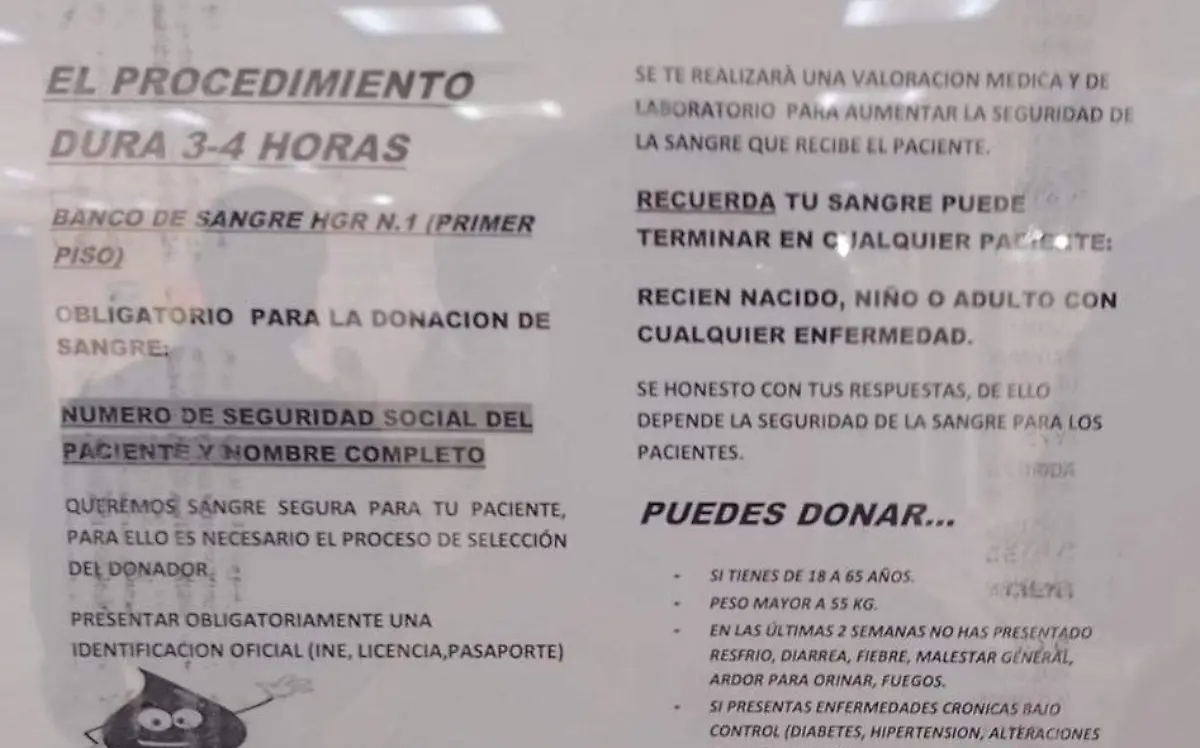 EL PROCEDIMIENTO
DURA 3-4 HORAS
BANCO DE SANGRE HGR N.1 (PRIMER
PISO)
OBLIGATORIO PARA LA DONACION DE
SANGRE:
NUMERO DE SEGURIDAD SOCIAL DEL
PACIENTE Y NOMBRE COMPLETO
QUEREMOS SANGRE SEGURA PARA TU PACIENTE,
PARA ELLO ES NECESARIO EL PROCESO DE SELECCIÓN
DEL DONADOR.
PRESENTAR OBLIGATORIAMENTE UNA
IDENTIFICACION OFICIAL (INE, LICENCIA,PASAPORTE)
SE TE REALIZARÀ UNA VALORACION MEDICA Y DE
LABORATORIO PARA AUMENTAR LA SEGURIDAD DE
LA SANGRE QUE RECIBE EL PACIENTE.
RECUERDA TU SANGRE PUEDE
TERMINAR EN CUALQUIER PACIENTE:
RECIEN NACIDO, NIÑO O ADULTO CON
CUALQUIER ENFERMEDAD.
SE HONESTO CON TUS RESPUESTAS, DE ELLO
DEPENDE LA SEGURIDAD DE LA SANGRE PARA LOS
PACIENTES.
PUEDES DONAR...
- SI TIENES DE 18 A 65 AÑOS.
- PESO MAYOR A 55 KG.
- EN LAS ÚLTIMAS 2 SEMANAS NO HAS PRESENTADO
RESFRIO, DIARREA, FIEBRE, MALESTAR GENERAL,
ARDOR PARA ORINAR, FUEGOS.
- SI PRESENTAS ENFERMEDADES CRONICAS BAJO
CONTROL (DIABETES, HIPERTENSION, ALTERACIONES